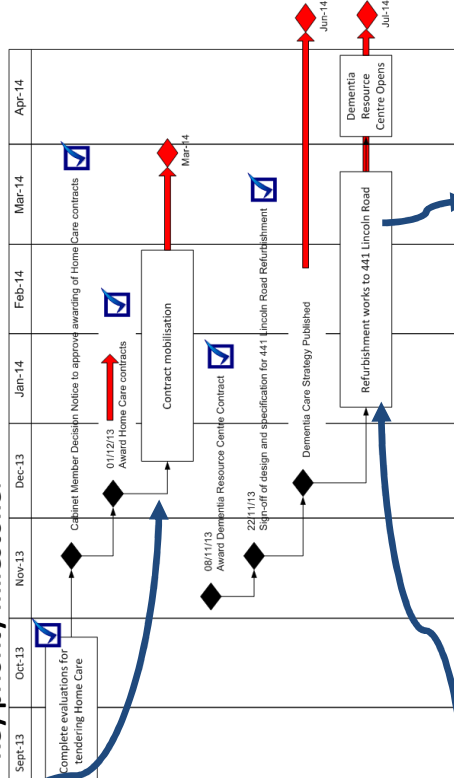 Sept-13
Oct-13
Nov-13
Dec-13
Jan-14
Feb-14
Mar-14
Apr-14
Complete evaluations for
tendering Home Care
Cabinet Member Decision Notice to approve awarding of Home Care contracts
01/12/13
Award Home Care contracts
Contract mobilisation
Mar-14
08/11/13
Award Dementia Resource Centre Contract
22/11/13
Sign-off of design and specification for 441 Lincoln Road Refurbishment
Dementia Care Strategy Published
Jun-14
Refurbishment works to 441 Lincoln Road
Dementia
Resource
Centre Opens
Jul-14